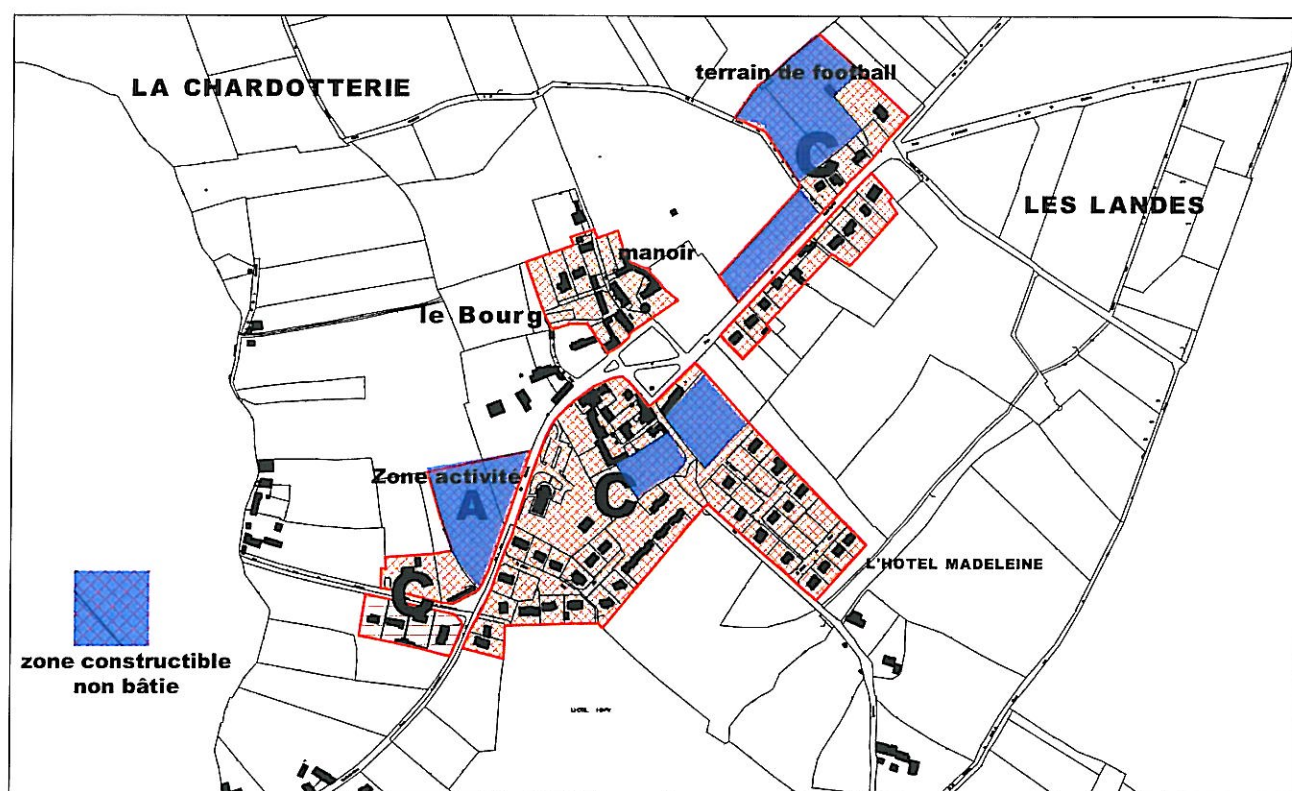 terrain de football
LA CHARDOTTERIE
C
LES LANDES
manoir
le Bourg
Zone activité
A
C
L'HOTEL MADELEINE
C
zone constructible
non bâtie